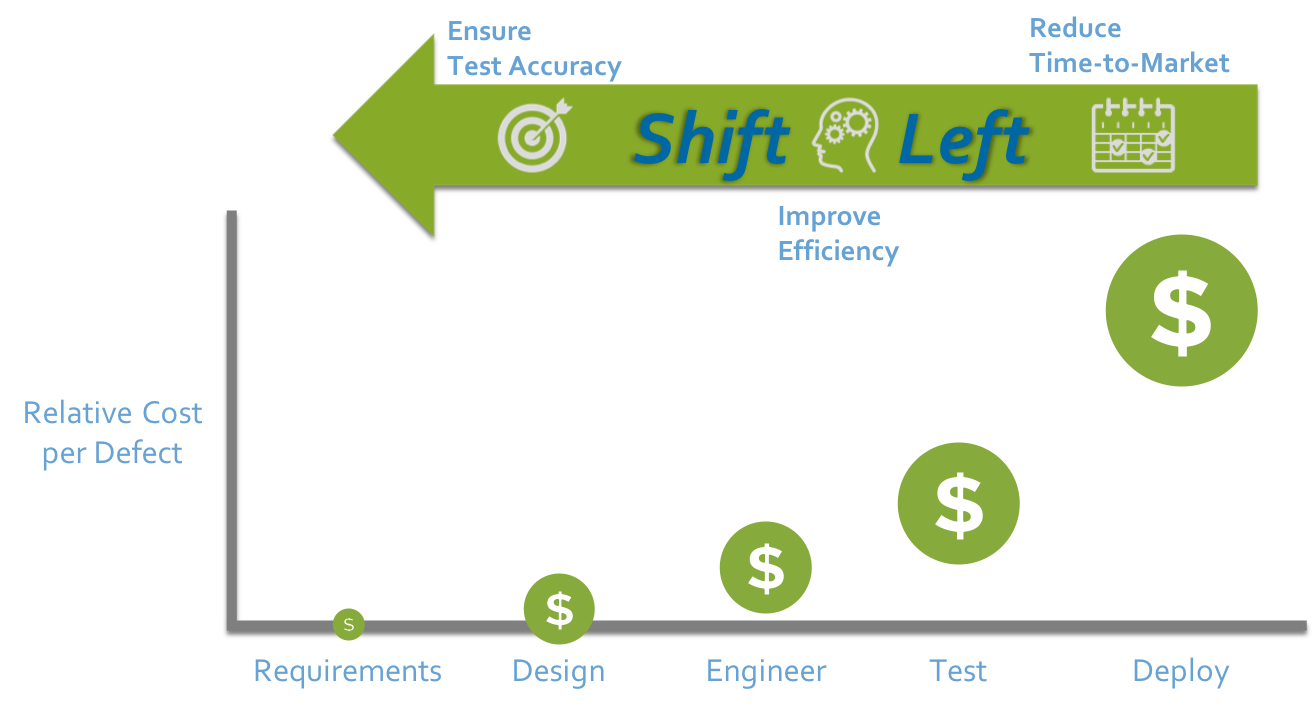 Ensure
Test Accuracy
Reduce
Time-to-Market
Shift Left
Improve
Efficiency
Relative Cost
per Defect
$
$
$
$
S
Requirements
Design
Engineer
Test
Deploy